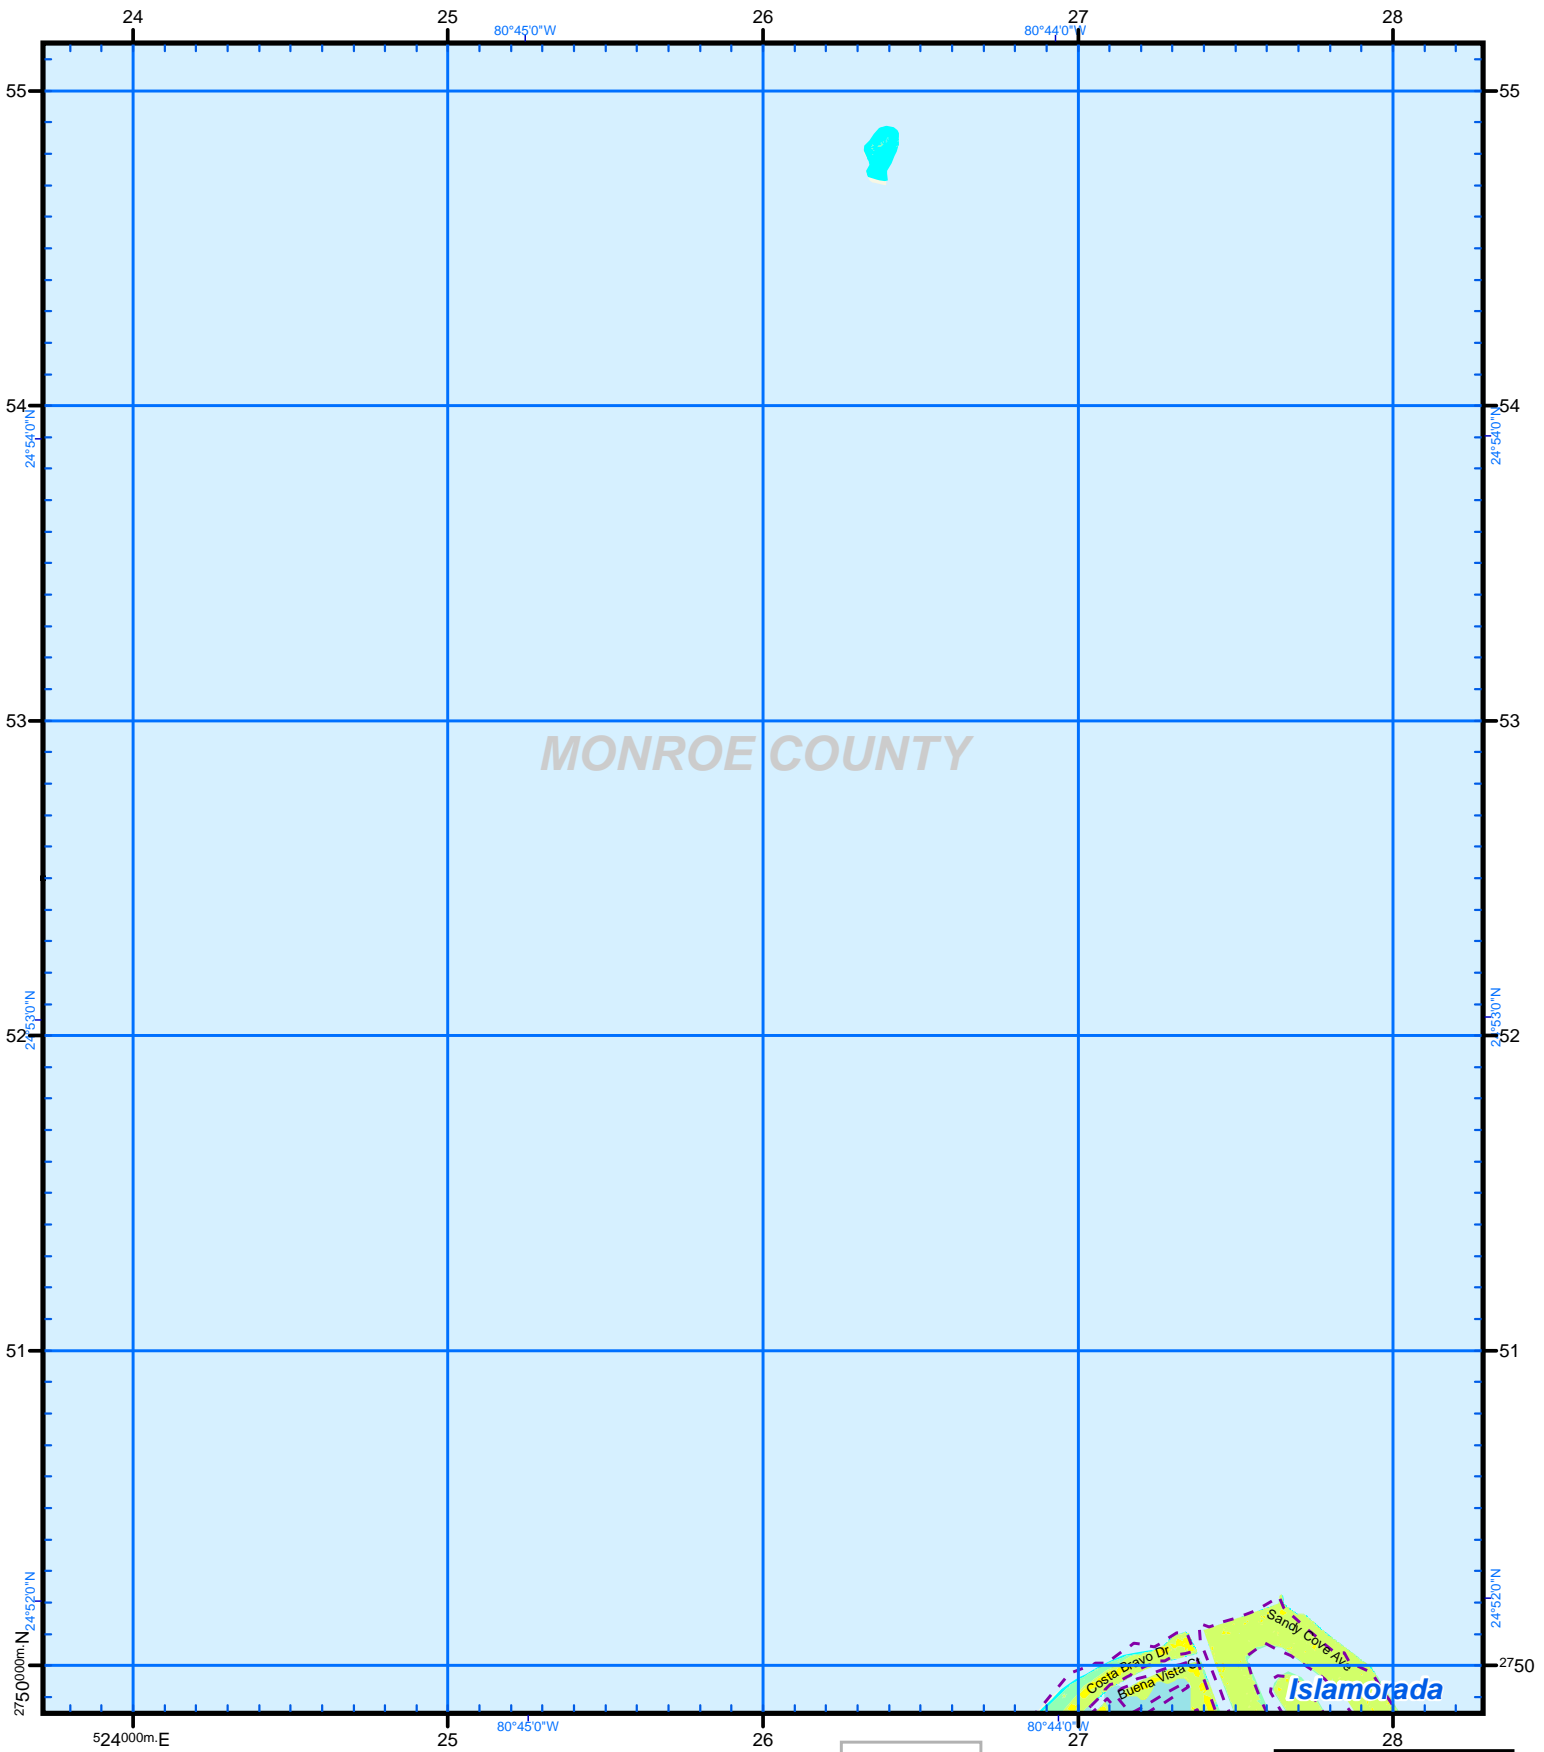 24 25 26 27 28
80°45'0"W 80°44'0"W
55 55
54 54
24°54'0"N 24°54'0"N
53 53
MONROE COUNTY
24°53'0"N 24°53'0"N
52 52
51 51
24°52'0"N 24°52'0"N
Sandy Cove Ave
Costa Bravo Dr
Buena Vista C
2750000m.N 2750
Islamorada
80°45'0"W 80°44'0"W
524000m.E 25 26 27 28